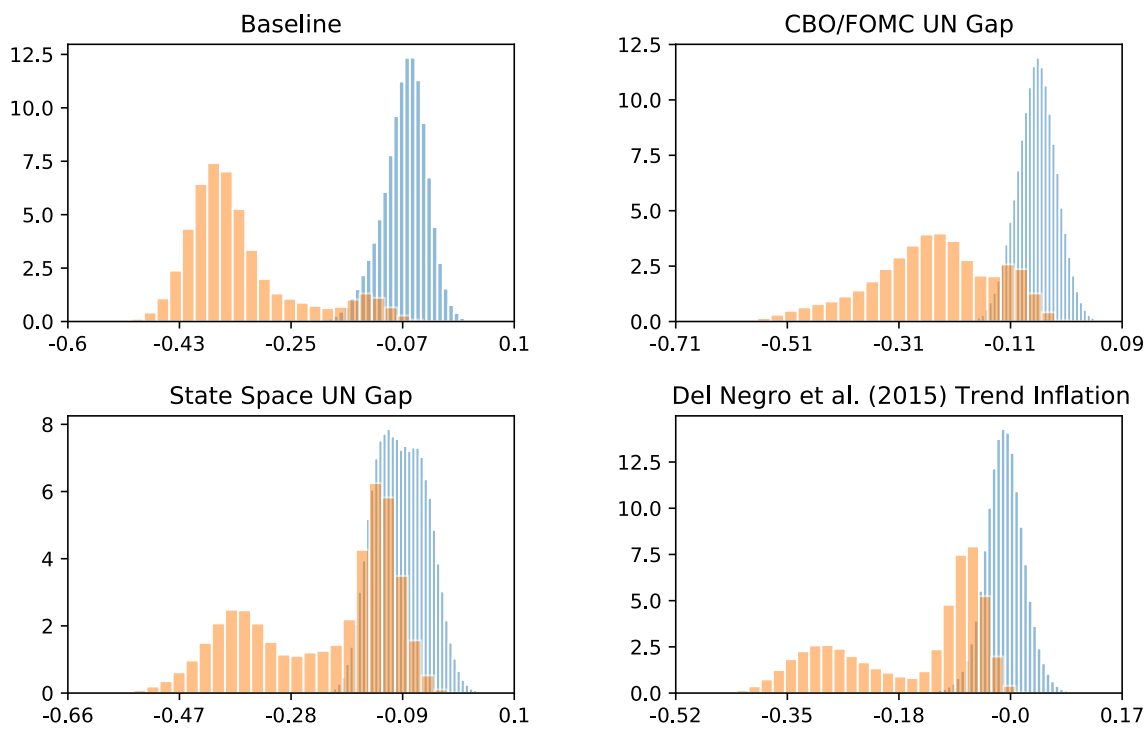 Baseline
12.5
10.0
7.5
5.0
2.5
0.0
-0.6 -0.43 -0.25 -0.07 0.1
CBO/FOMC UN Gap
12.5
10.0
7.5
5.0
2.5
0.0
-0.71 -0.51 -0.31 -0.11 0.09
State Space UN Gap
8
6
4
2
0
-0.66 -0.47 -0.28 -0.09 0.1
Del Negro et al. (2015) Trend Inflation
12.5
10.0
7.5
5.0
2.5
0.0
-0.52 -0.35 -0.18 -0.0 0.17